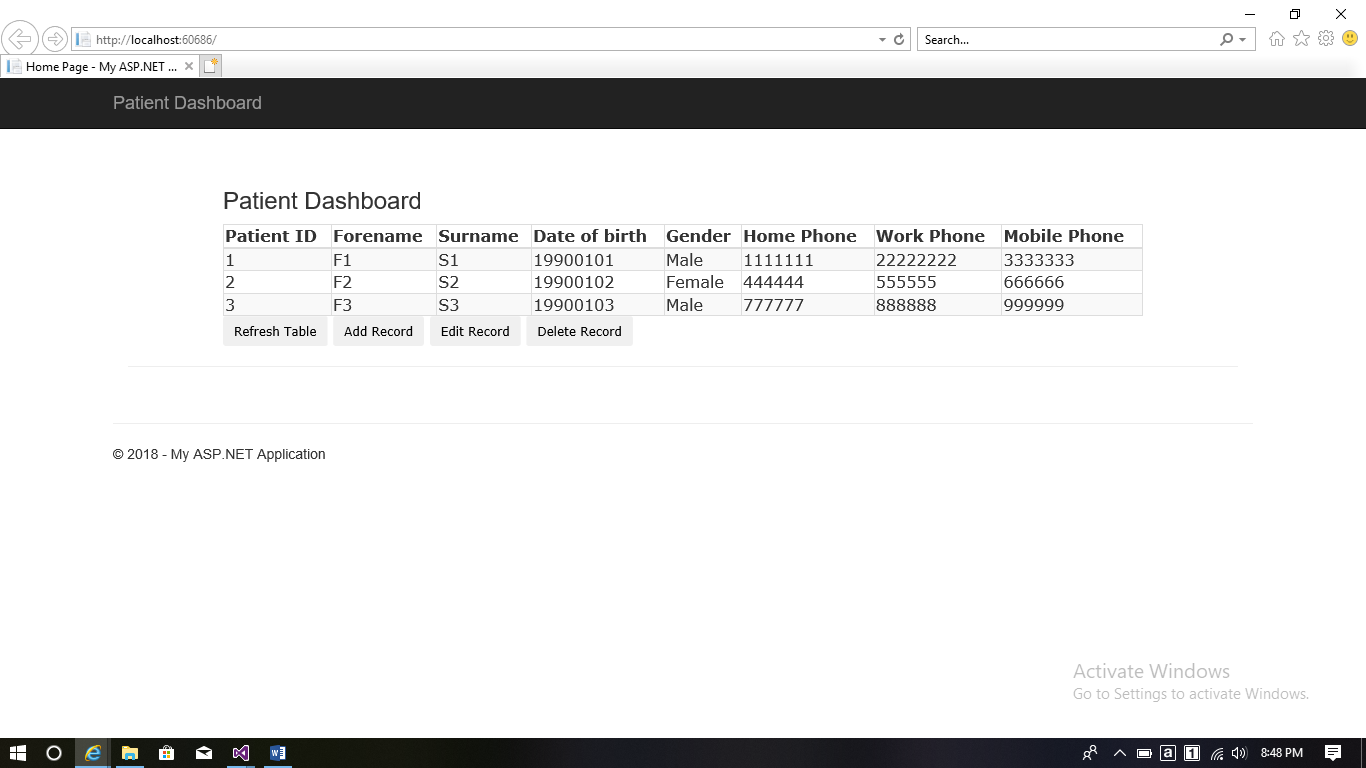 http://localhost:60686/
Search...
Home Page - My ASP.NET ...
Patient Dashboard
Patient Dashboard
Patient ID Forename Surname Date of birth Gender Home Phone Work Phone Mobile Phone
1 F1 S1 19900101 Male 1111111 22222222 3333333
2 F2 S2 19900102 Female 444444 555555 666666
3 F3 S3 19900103 Male 777777 888888 999999
Refresh Table Add Record Edit Record Delete Record
© 2018 - My ASP.NET Application
Activate Windows
Go to Settings to activate Windows.
a 1 8:48 PM